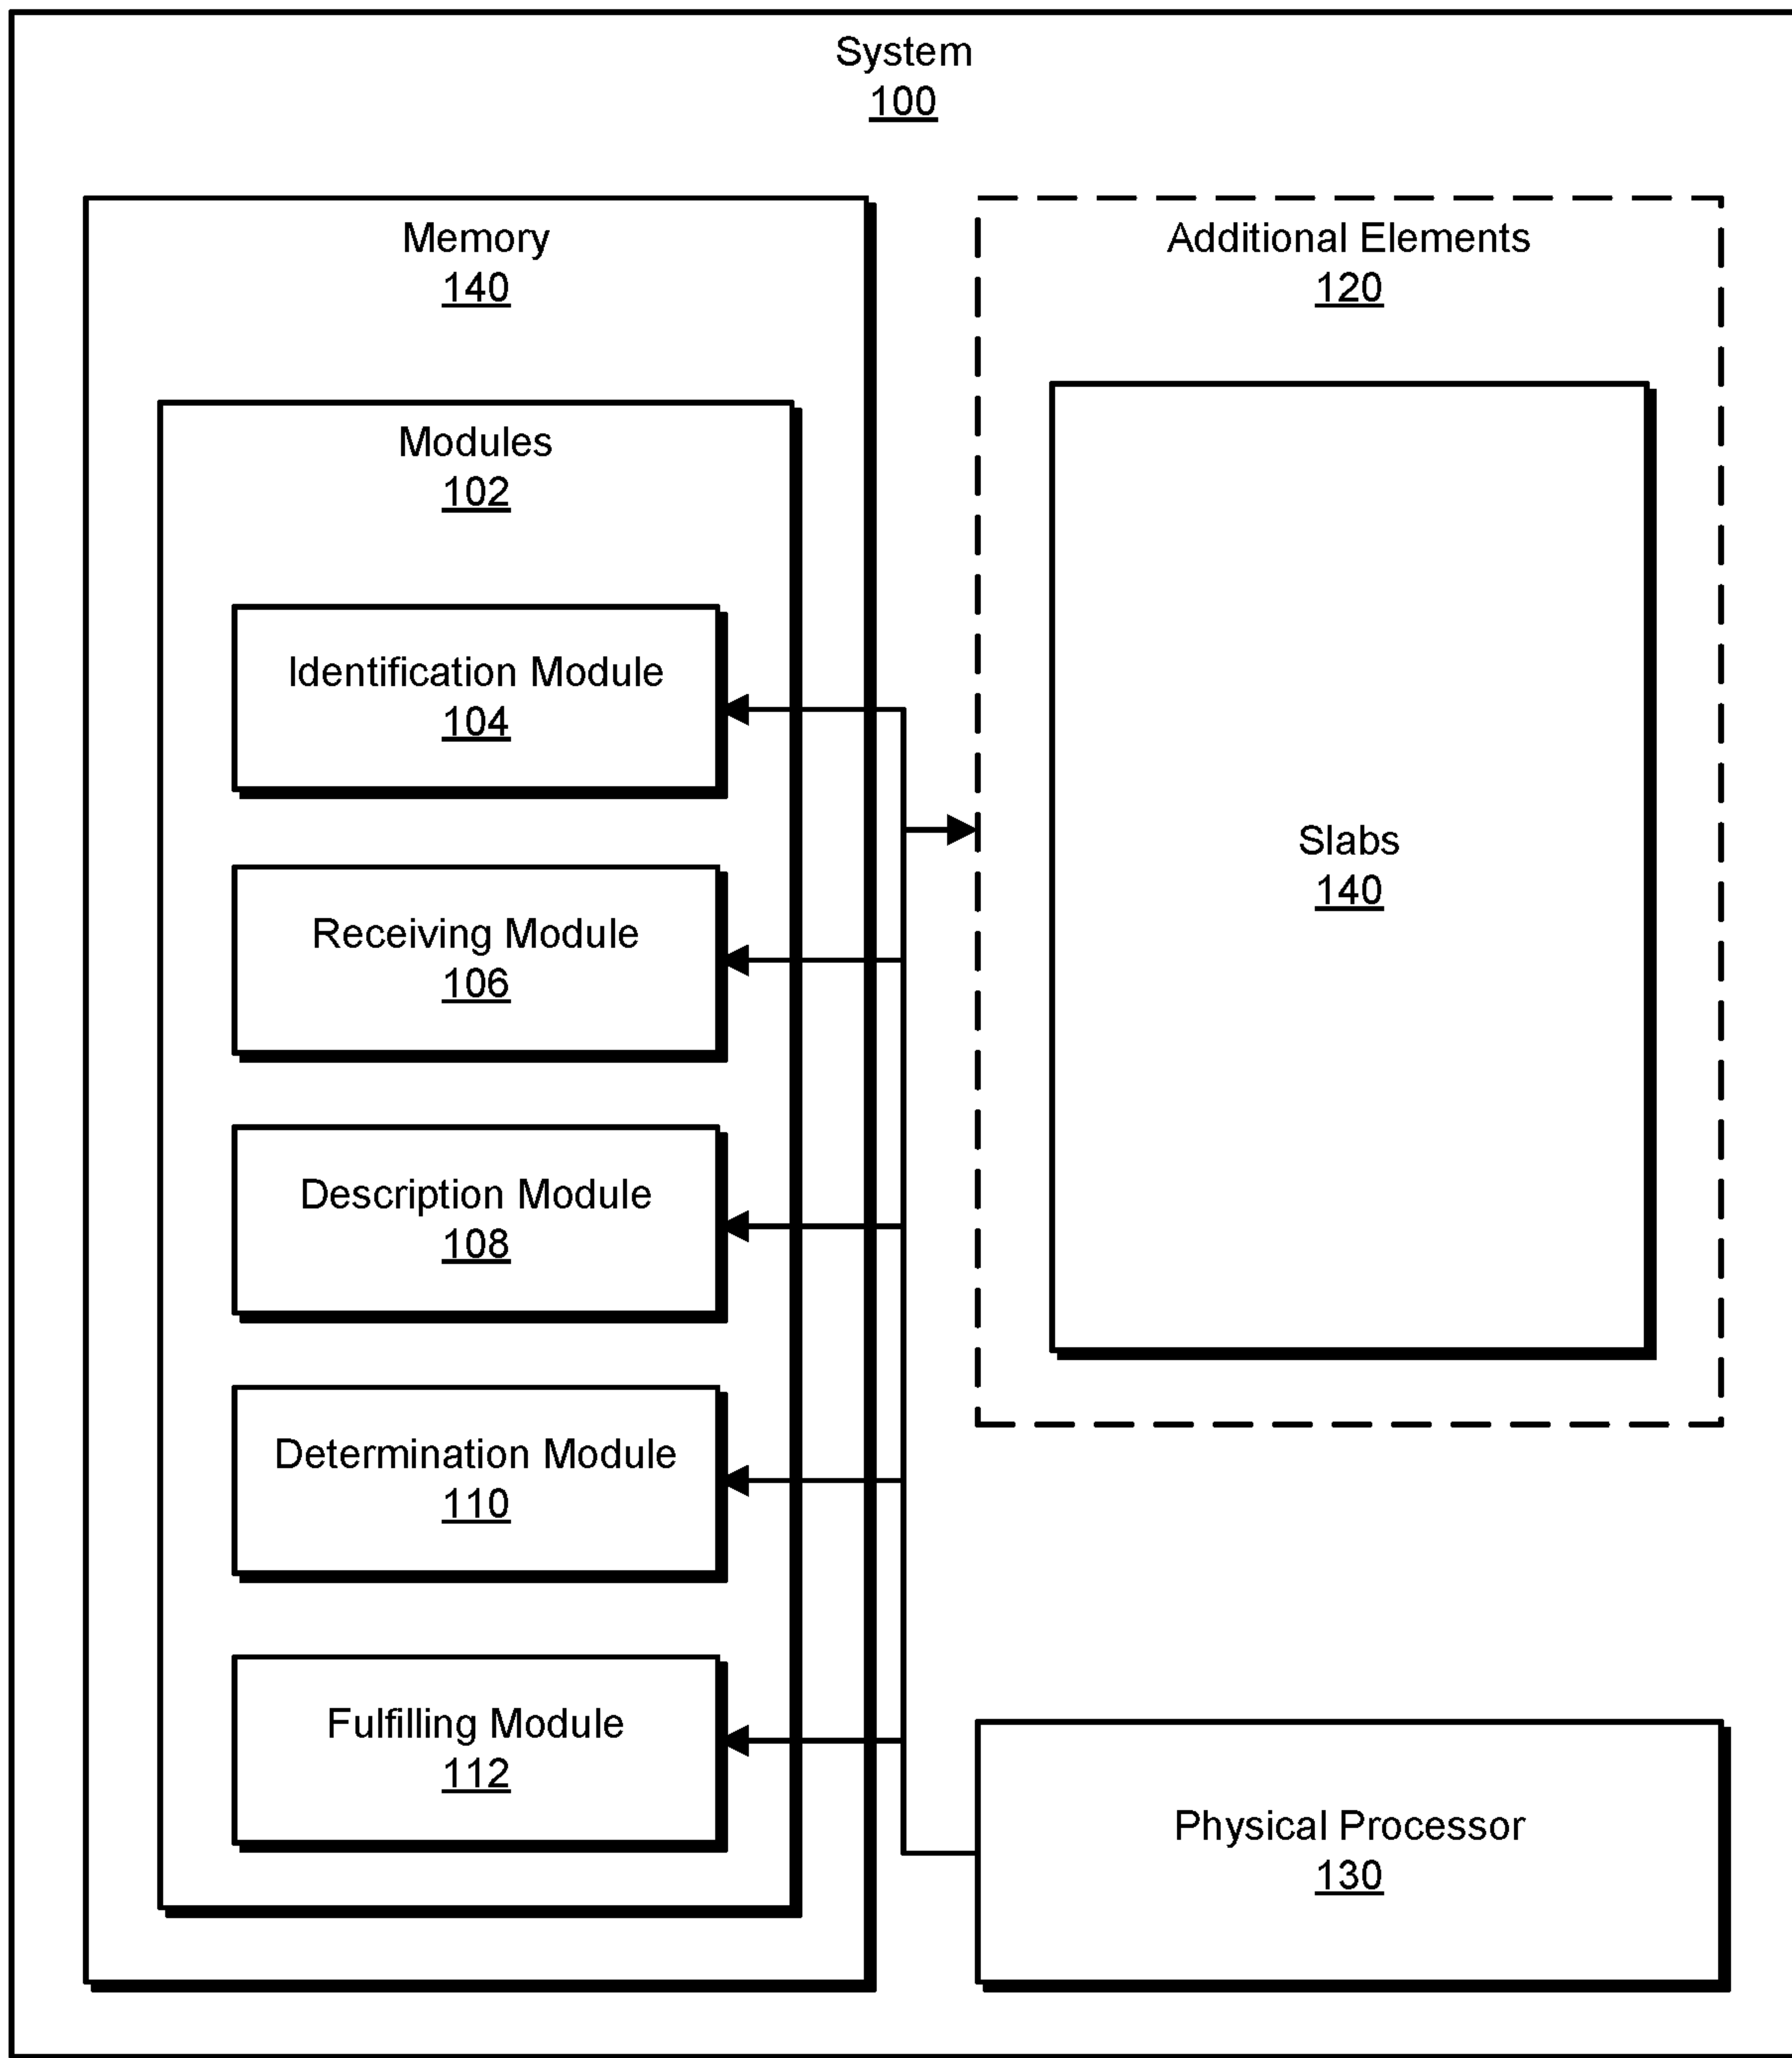 System
100
Memory
140
Modules
102
Identification Module
104
Receiving Module
106
Description Module
108
Determination Module
110
Fulfilling Module
112
Additional Elements
120
Slabs
140
Physical Processor
130